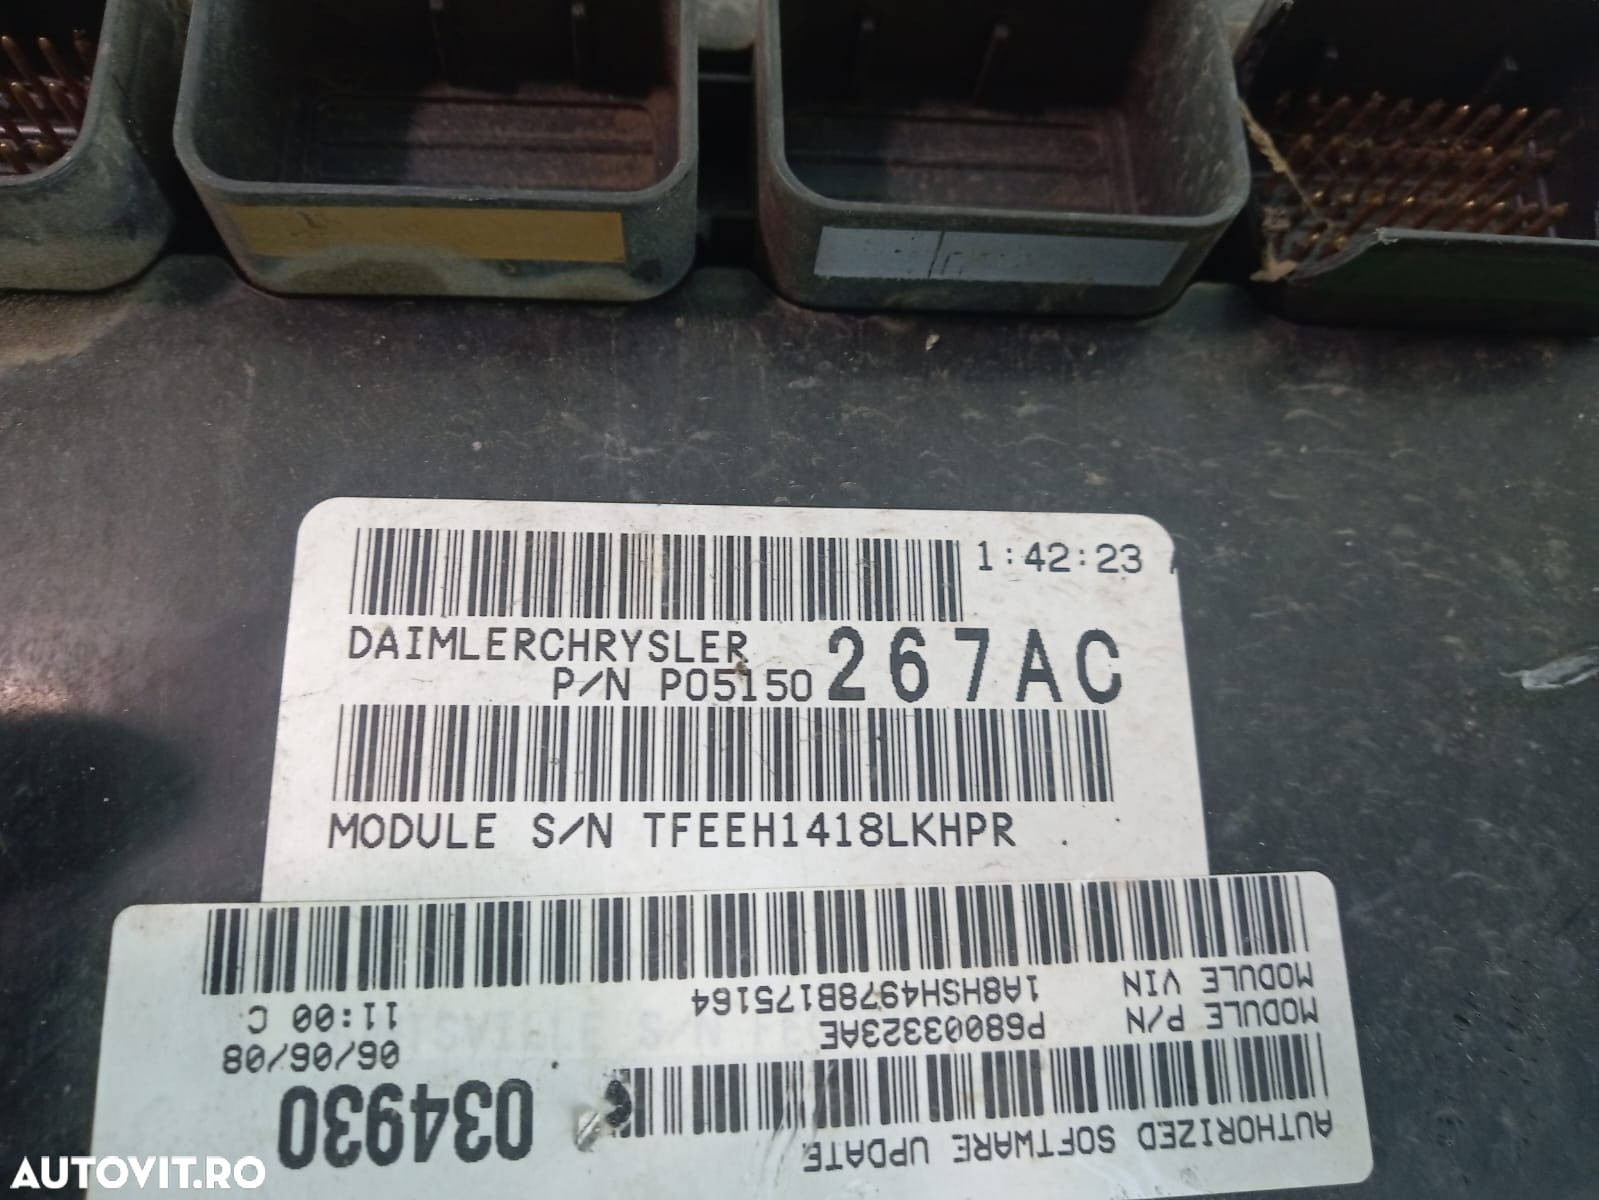 1:42:23
DAIMLERCHRYSLER
P/N P05150 267AC
MODULE S/N TFEEH1418LKHPR
AUTHORIZED SOFTWARE UPDATE
034930
MODULE P/N P68003323AE 06/06/08
MODULE VIN 1A8HSH4978B175164 11:00 C
AUTOVIT.RO